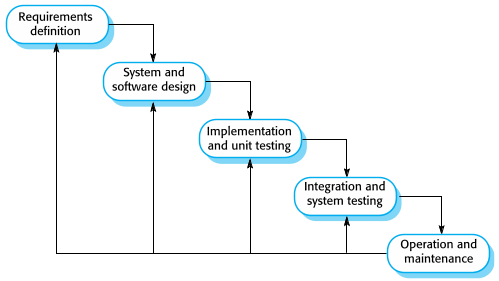 Requirements
definition
System and
software design
Implementation
and unit testing
Integration and
system testing
Operation and
maintenance